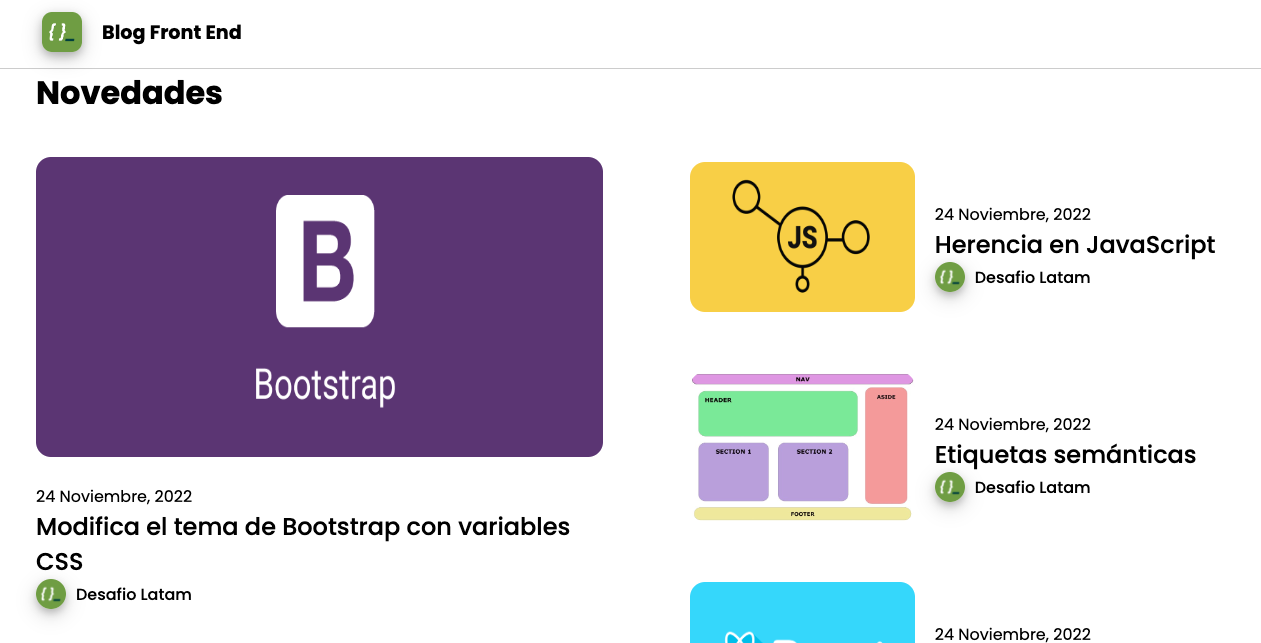 {}_
Blog Front End
Novedades
B
Bootstrap
24 Noviembre, 2022
Modifica el tema de Bootstrap con variables
CSS
{}_
Desafio Latam
JS
24 Noviembre, 2022
Herencia en JavaScript
{}_
Desafio Latam
NAV
HEADER
ASIDE
SECTION 1
SECTION 2
FOOTER
24 Noviembre, 2022
Etiquetas semánticas
{}_
Desafio Latam
24 Noviembre, 2022